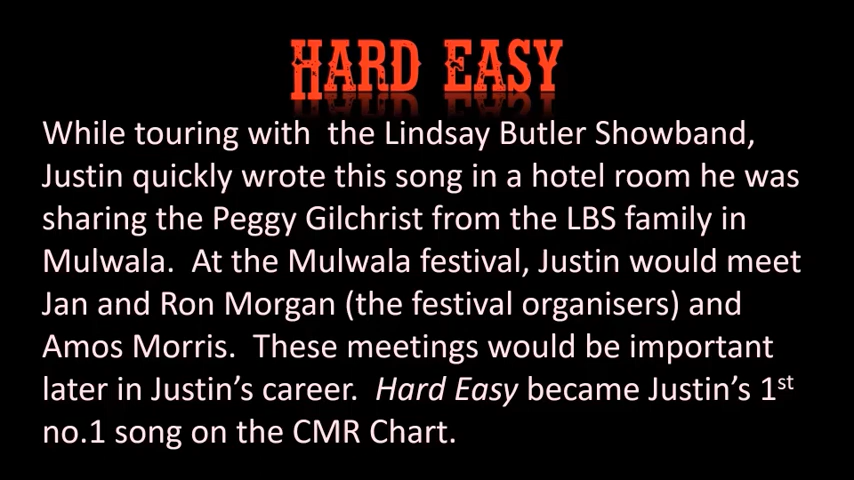 HARD EASY
While touring with  the Lindsay Butler Showband,
Justin quickly wrote this song in a hotel room he was
sharing the Peggy Gilchrist from the LBS family in
Mulwala.  At the Mulwala festival, Justin would meet
Jan and Ron Morgan (the festival organisers) and
Amos Morris.  These meetings would be important
later in Justin’s career.  Hard Easy became Justin’s 1st
no.1 song on the CMR Chart.